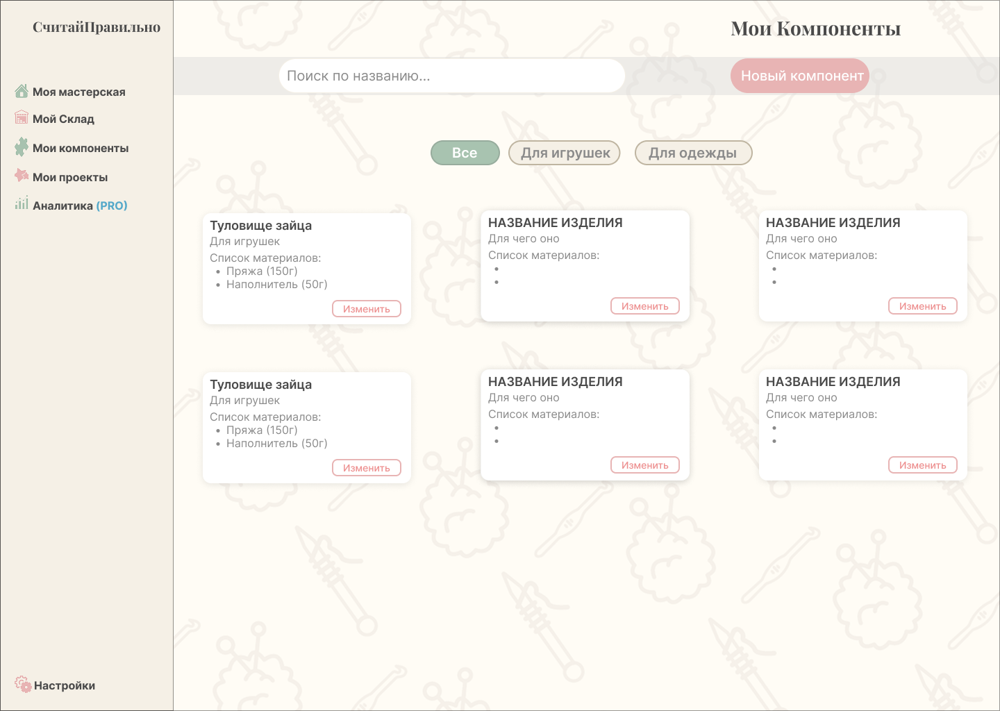 СчитайПравильно
Моя мастерская
Мой Склад
Мои компоненты
Мои проекты
Аналитика (PRO)
Настройки
Мои Компоненты
Поиск по названию...
Новый компонент
Все
Для игрушек
Для одежды
Туловище зайца
Для игрушек
Список материалов:
• Пряжа (150г)
• Наполнитель (50г)
Изменить
НАЗВАНИЕ ИЗДЕЛИЯ
Для чего оно
Список материалов:
•
•
Изменить
НАЗВАНИЕ ИЗДЕЛИЯ
Для чего оно
Список материалов:
•
•
Изменить
Туловище зайца
Для игрушек
Список материалов:
• Пряжа (150г)
• Наполнитель (50г)
Изменить
НАЗВАНИЕ ИЗДЕЛИЯ
Для чего оно
Список материалов:
•
•
Изменить
НАЗВАНИЕ ИЗДЕЛИЯ
Для чего оно
Список материалов:
•
•
Изменить